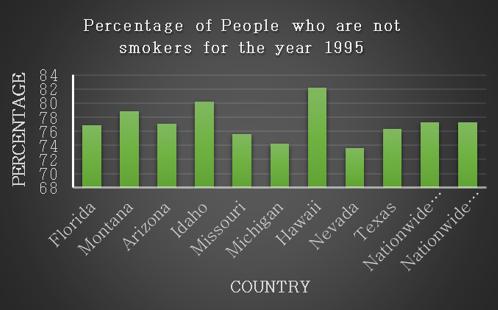 Percentage of People who are not
smokers for the year 1995
PERCENTAGE
84
82
80
78
76
74
72
70
68
Florida
Montana
Arizona
Idaho
Missouri
Michigan
Hawaii
Nevada
Texas
Nationwide...
Nationwide...
COUNTRY